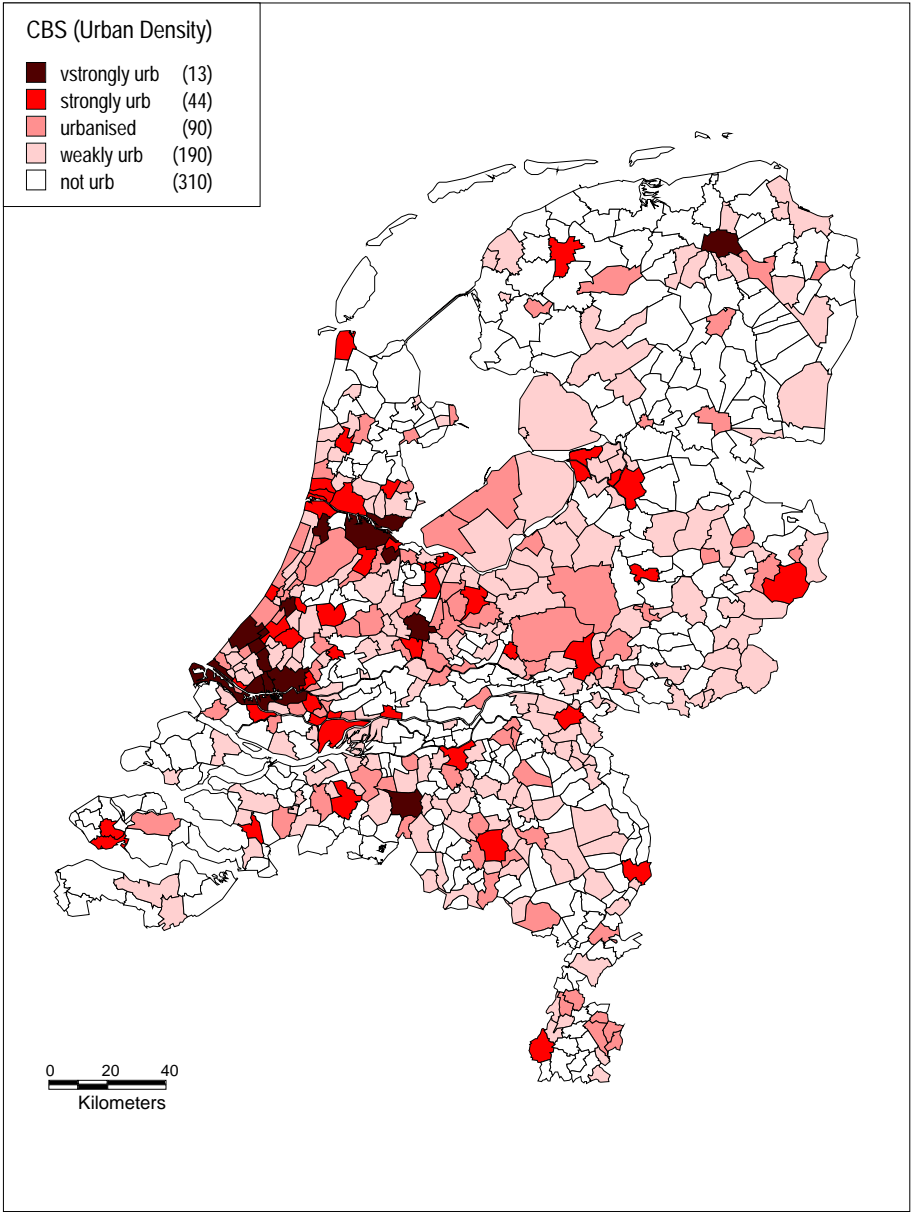 CBS (Urban Density)
vstrongly urb (13)
strongly urb (44)
urbanised (90)
weakly urb (190)
not urb (310)
0 20 40
Kilometers